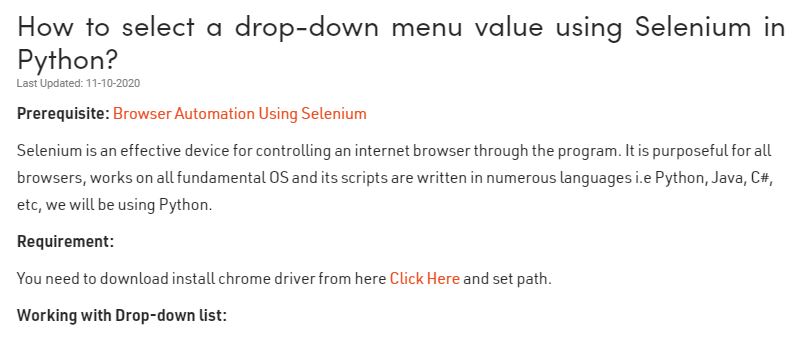 How to select a drop-down menu value using Selenium in
Python?
Last Updated: 11-10-2020
Prerequisite: Browser Automation Using Selenium
Selenium is an effective device for controlling an internet browser through the program. It is purposeful for all
browsers, works on all fundamental OS and its scripts are written in numerous languages i.e Python, Java, C#,
etc, we will be using Python.
Requirement:
You need to download install chrome driver from here Click Here and set path.
Working with Drop-down list: